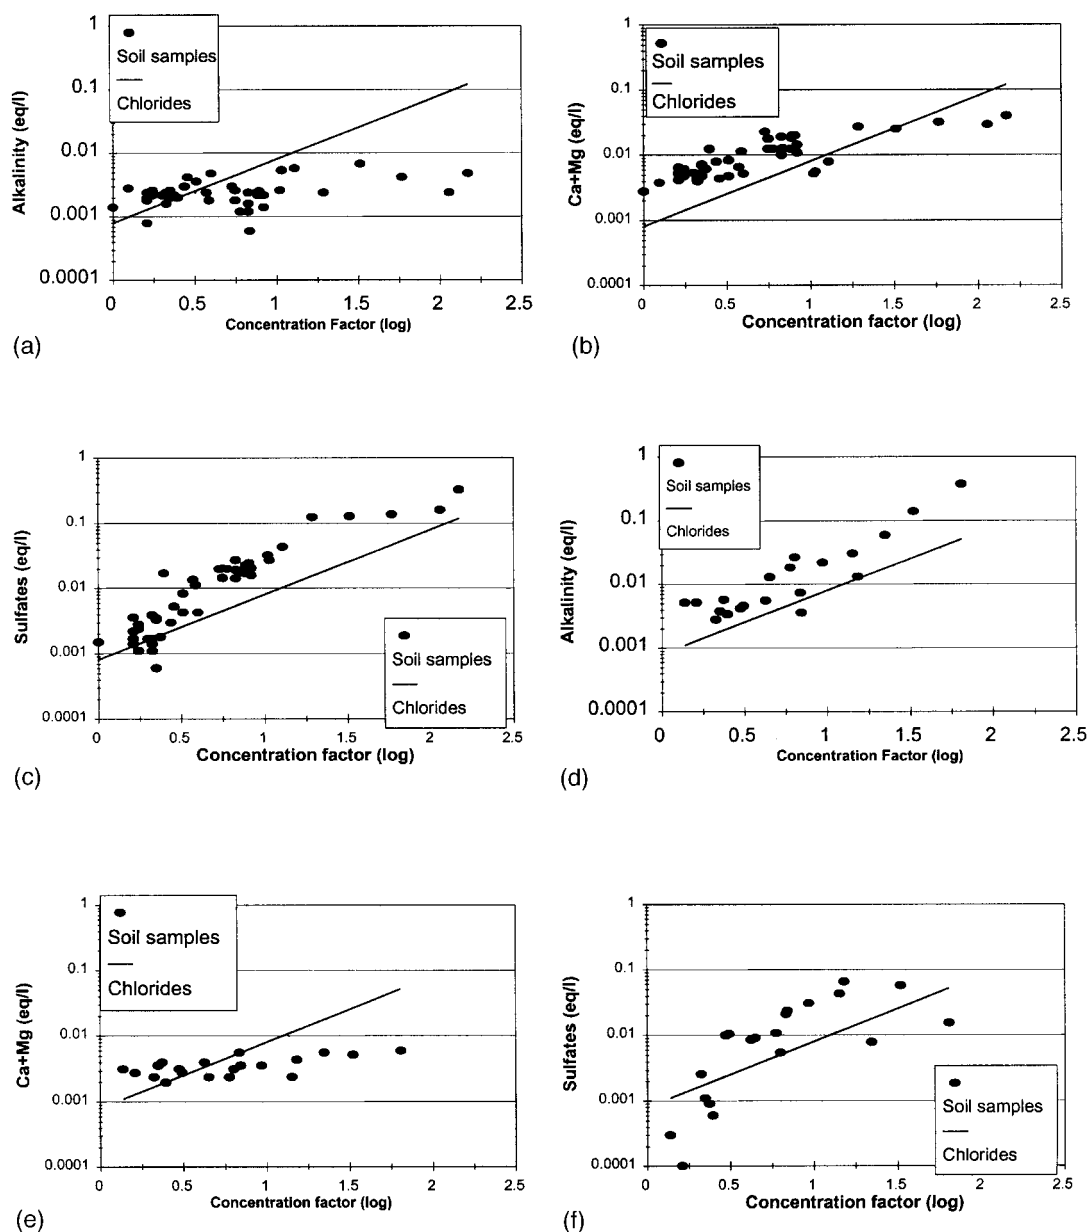 1
Soil samples
Chlorides
0.1
0.01
0.001
0.0001
Alkalinity (eq/l)
0 0.5 1 1.5 2 2.5
Concentration Factor (log)
(a)
1
Soil samples
Chlorides
0.1
0.01
0.001
0.0001
Ca+Mg (eq/l)
0 0.5 1 1.5 2 2.5
Concentration factor (log)
(b)
1
0.1
0.01
0.001
0.0001
Sulfates (eq/l)
Soil samples
Chlorides
0 0.5 1 1.5 2 2.5
Concentration factor (log)
(c)
1
Soil samples
Chlorides
0.1
0.01
0.001
0.0001
Alkalinity (eq/l)
0 0.5 1 1.5 2 2.5
Concentration Factor (log)
(d)
1
Soil samples
Chlorides
0.1
0.01
0.001
0.0001
Ca+Mg (eq/l)
0 0.5 1 1.5 2 2.5
Concentration factor (log)
(e)
1
0.1
0.01
0.001
0.0001
Sulfates (eq/l)
Soil samples
Chlorides
0 0.5 1 1.5 2 2.5
Concentration factor (log)
(f)